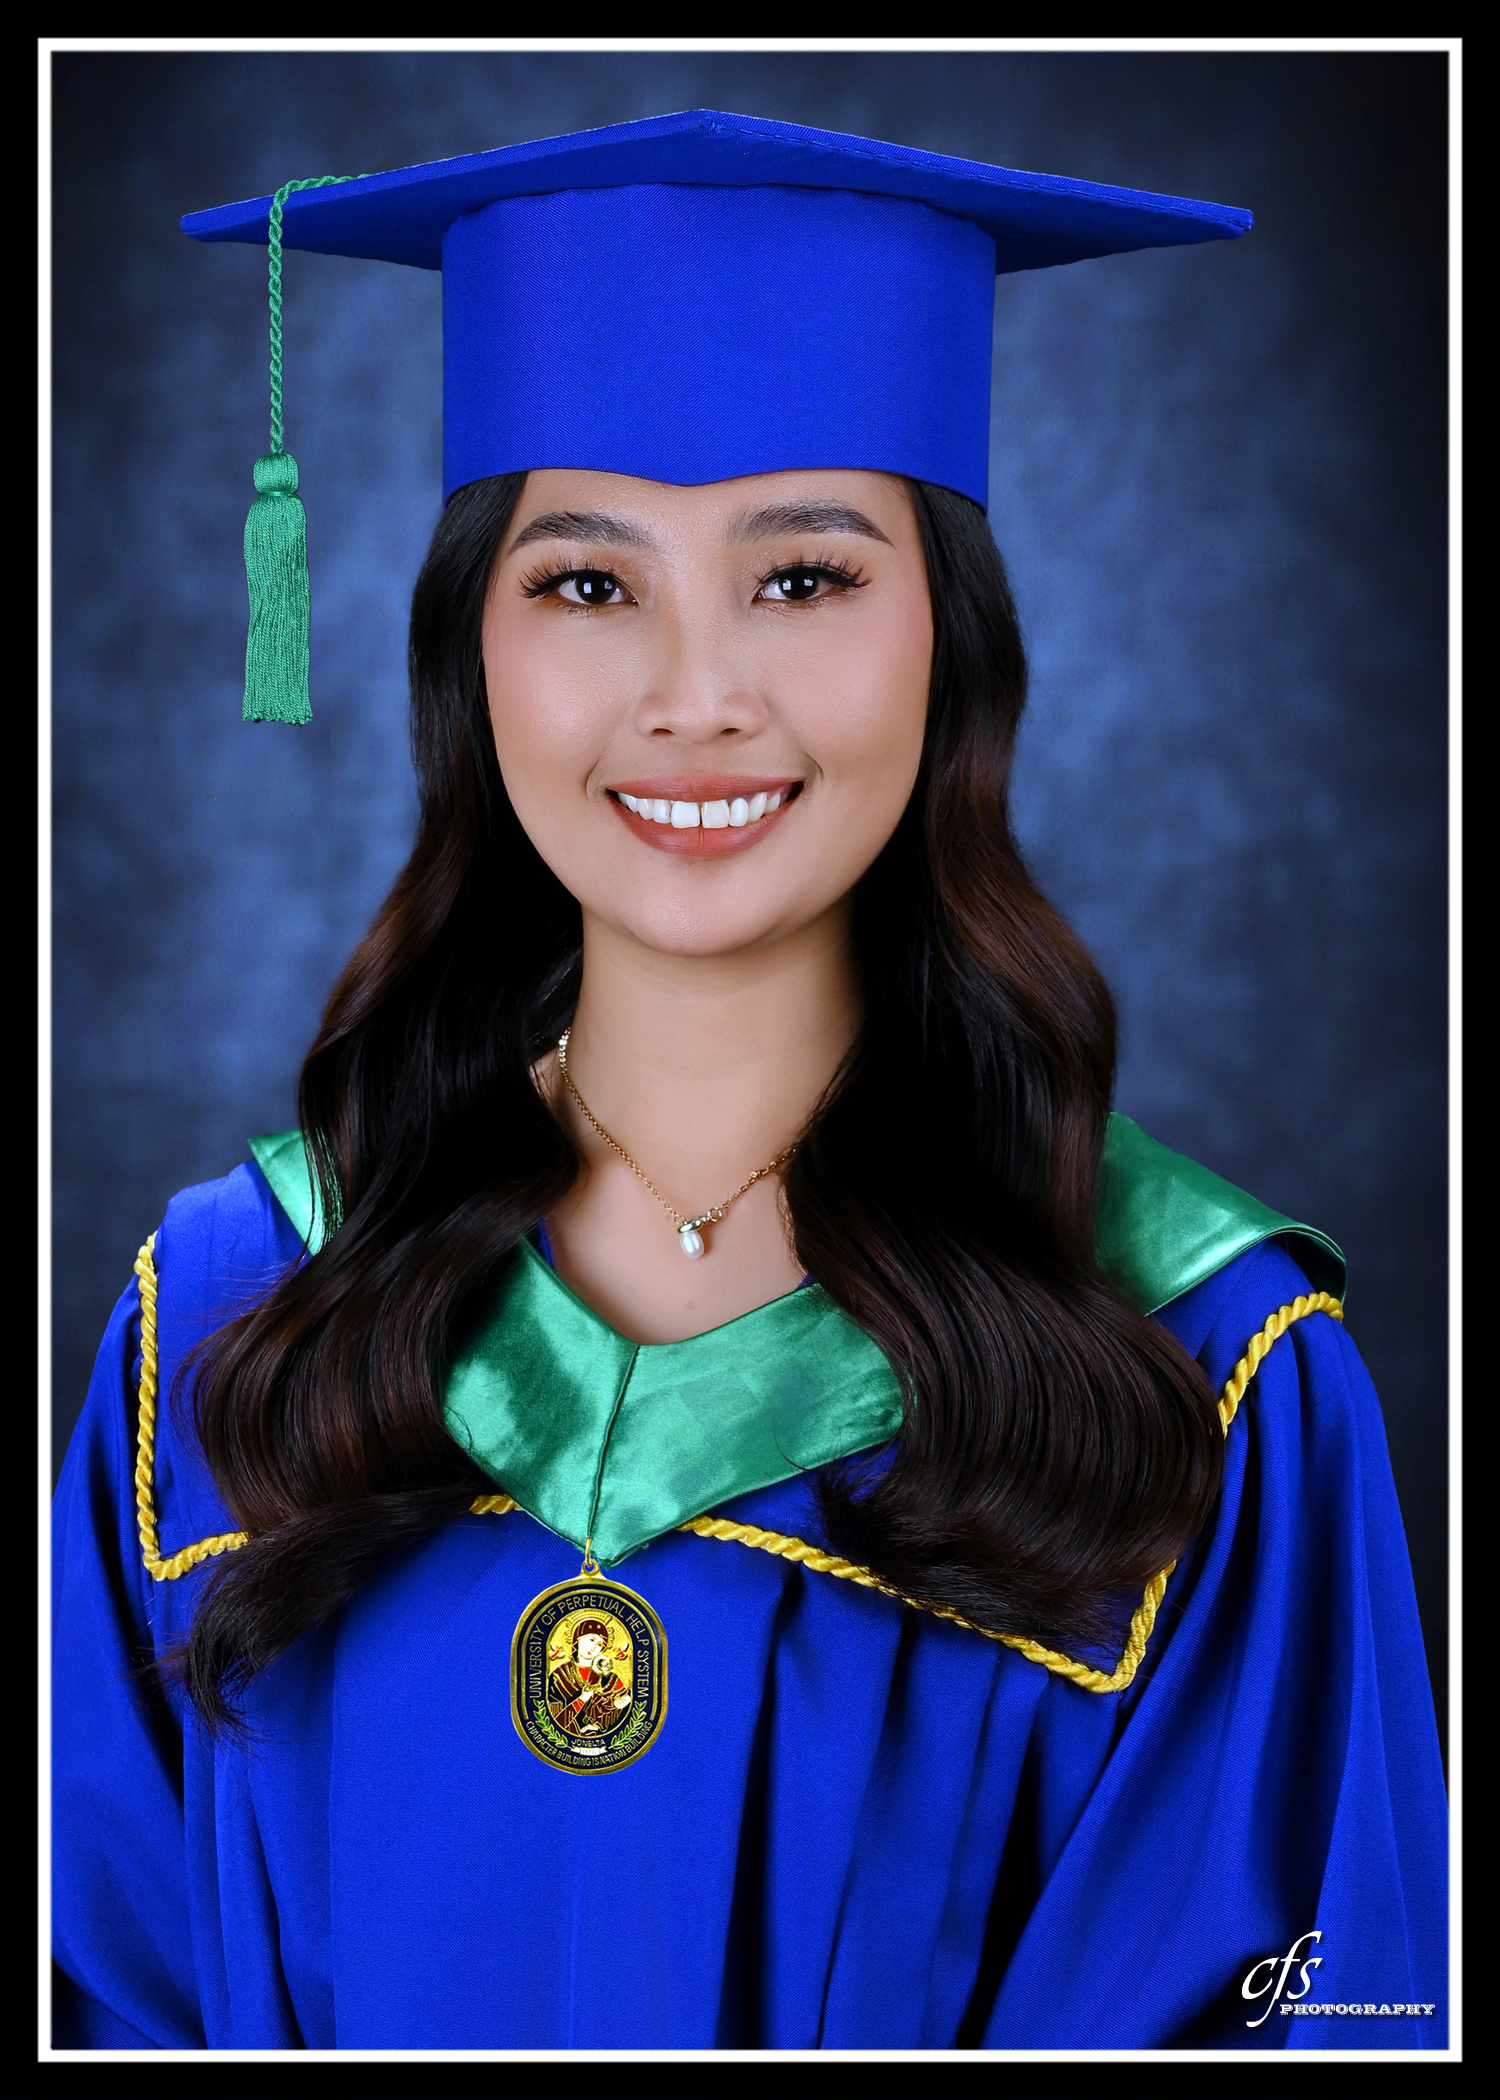 UNIVERSITY OF PERPETUAL HELP SYSTEM
JONELTA
CHARACTER BUILDING IS NATION BUILDING
cfs
PHOTOGRAPHY